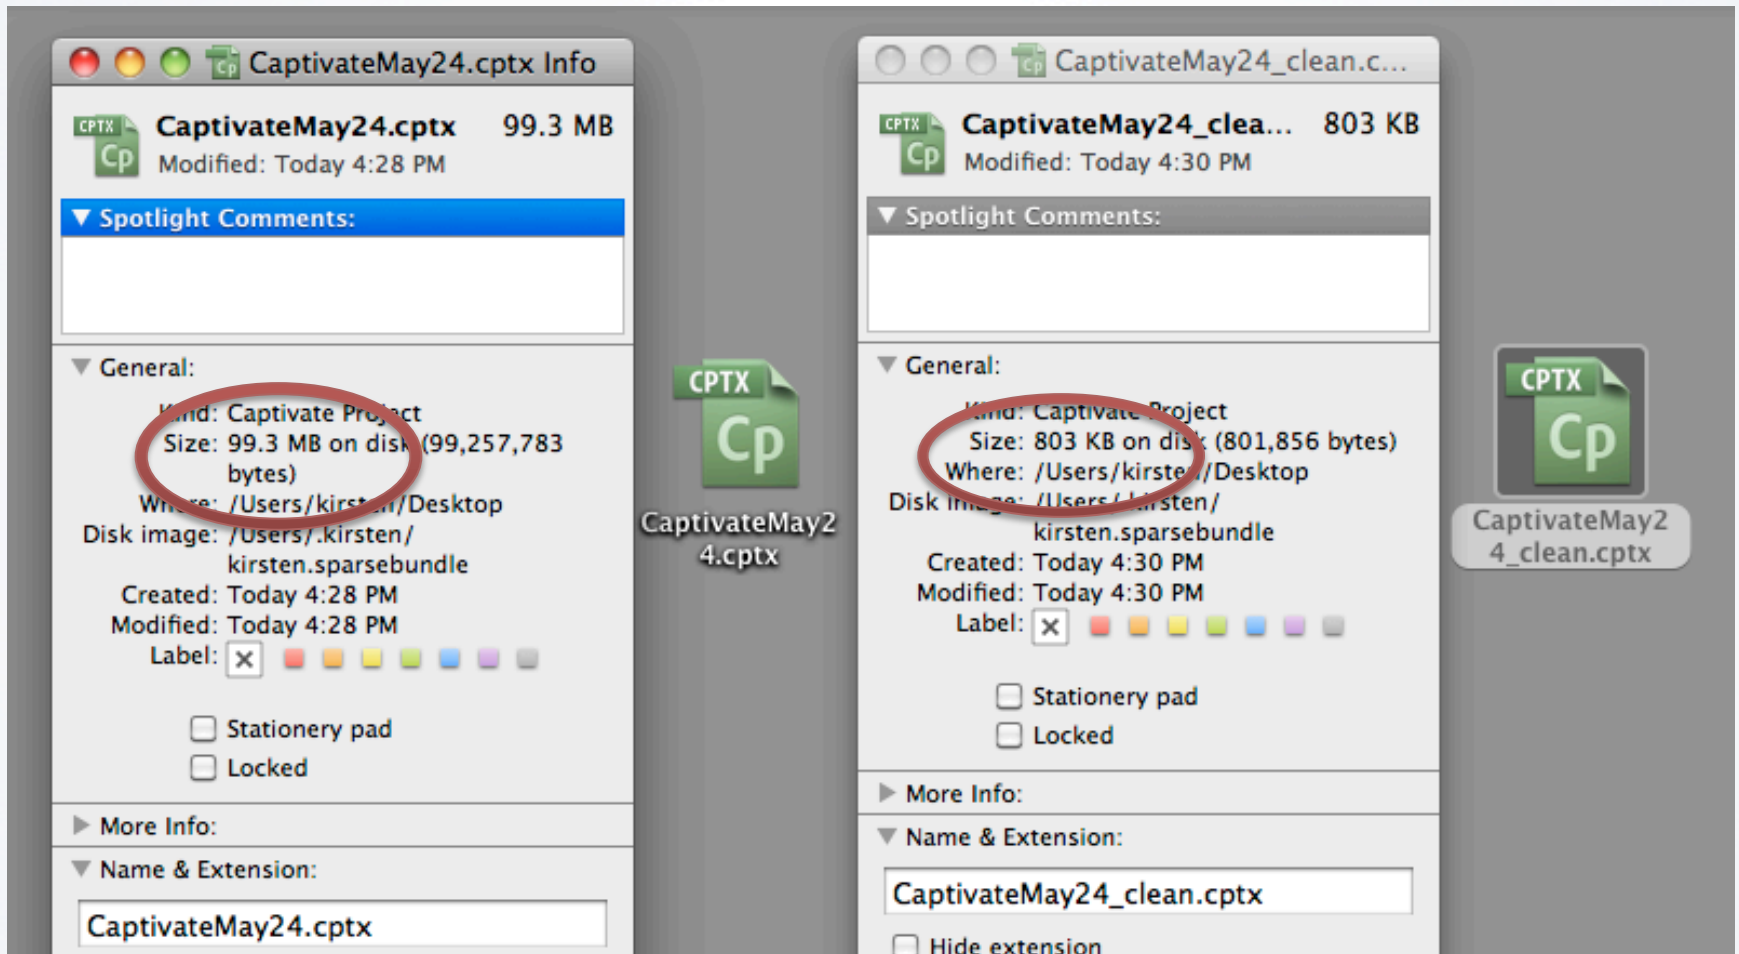 CaptivateMay24.cptx Info
CPTX
Cp
CaptivateMay24.cptx 99.3 MB
Modified: Today 4:28 PM
Spotlight Comments:
General:
Kind: Captivate Project
Size: 99.3 MB on disk (99,257,783
bytes)
Where: /Users/kirsten/Desktop
Disk image: /Users/.kirsten/
kirsten.sparsebundle
Created: Today 4:28 PM
Modified: Today 4:28 PM
Label:
Stationery pad
Locked
More Info:
Name & Extension:
CaptivateMay24.cptx
CPTX
Cp
CaptivateMay2
4.cptx
CaptivateMay24_clean.c...
CPTX
Cp
CaptivateMay24_clea... 803 KB
Modified: Today 4:30 PM
Spotlight Comments:
General:
Kind: Captivate Project
Size: 803 KB on disk (801,856 bytes)
Where: /Users/kirsten/Desktop
Disk image: /Users/.kirsten/
kirsten.sparsebundle
Created: Today 4:30 PM
Modified: Today 4:30 PM
Label:
Stationery pad
Locked
More Info:
Name & Extension:
CaptivateMay24_clean.cptx
Hide extension
CPTX
Cp
CaptivateMay2
4_clean.cptx